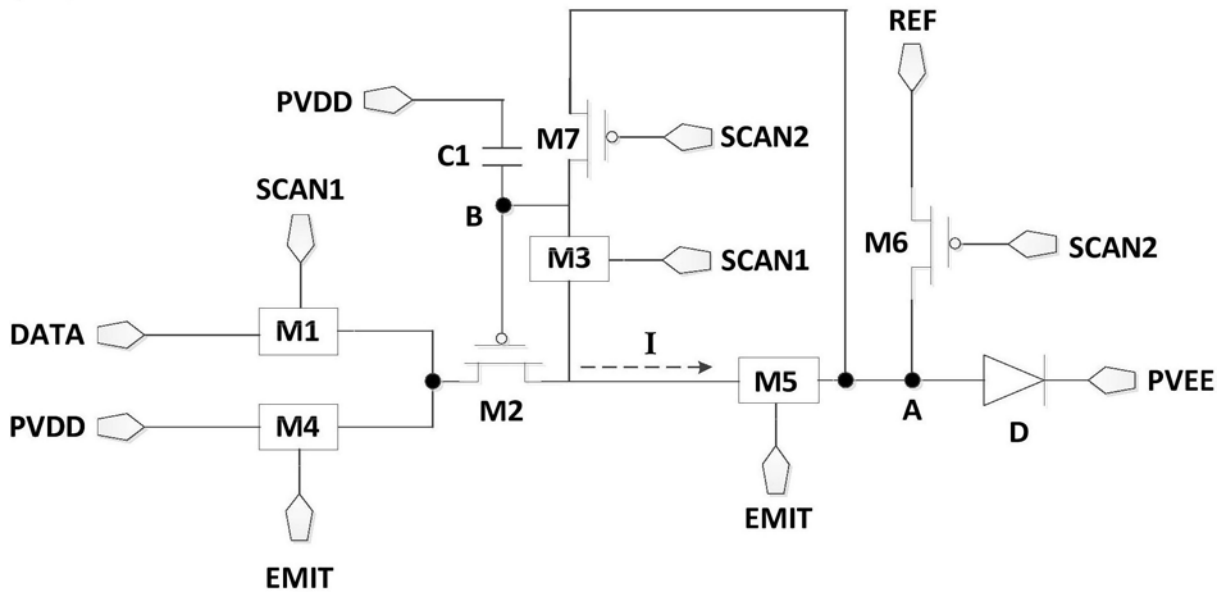 REF
PVDD
M7
SCAN2
C1
SCAN1
B
M6
SCAN2
M3
SCAN1
DATA
M1
I
M5
PVEE
M2
A
D
PVDD
M4
EMIT
EMIT